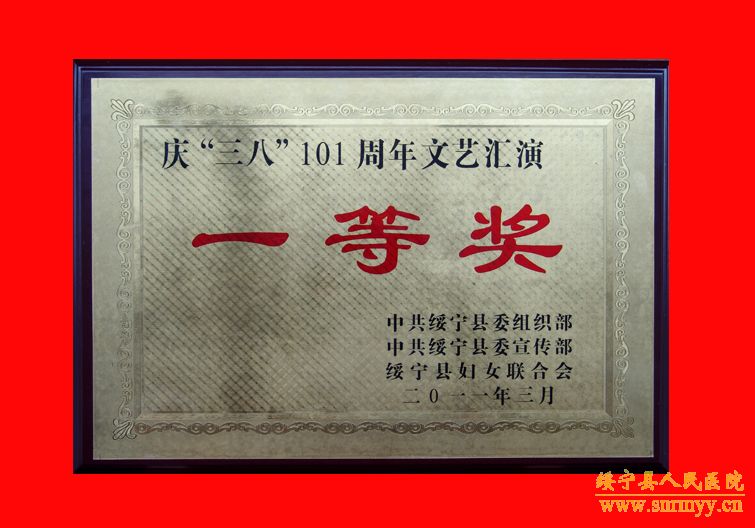 庆“三八”101周年文艺汇演
一等奖
中共绥宁县委组织部
中共绥宁县委宣传部
绥宁县妇女联合会
二0一一年三月
绥宁县人民医院
www.snrmyy.cn